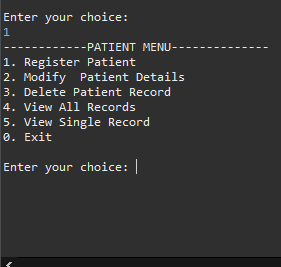 Enter your choice:
1
------------PATIENT MENU--------------
1. Register Patient
2. Modify  Patient Details
3. Delete Patient Record
4. View All Records
5. View Single Record
0. Exit
Enter your choice: